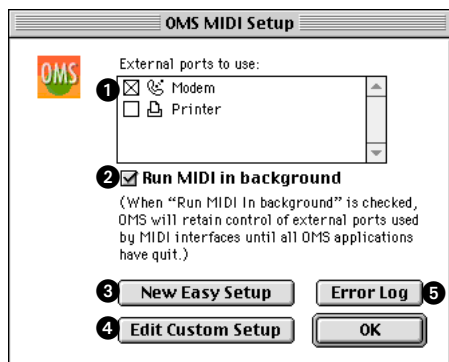 OMS MIDI Setup
OMS
External ports to use:
1 Modem
Printer
2 Run MIDI in background
(When “Run MIDI In background” is checked,
OMS will retain control of external ports used
by MIDI interfaces until all OMS applications
have quit.)
3 New Easy Setup Error Log 5
4 Edit Custom Setup OK